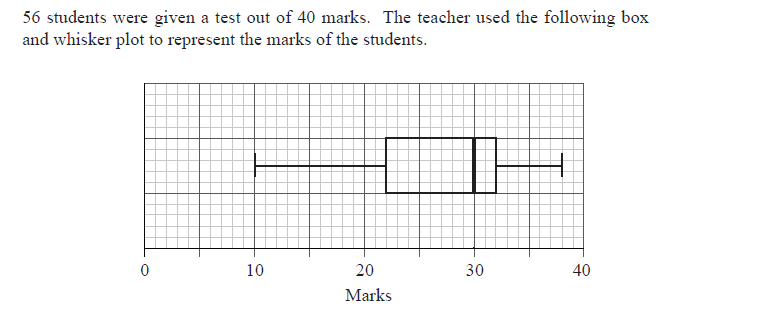 56 students were given a test out of 40 marks. The teacher used the following box
and whisker plot to represent the marks of the students.
0 10 20 30 40
Marks